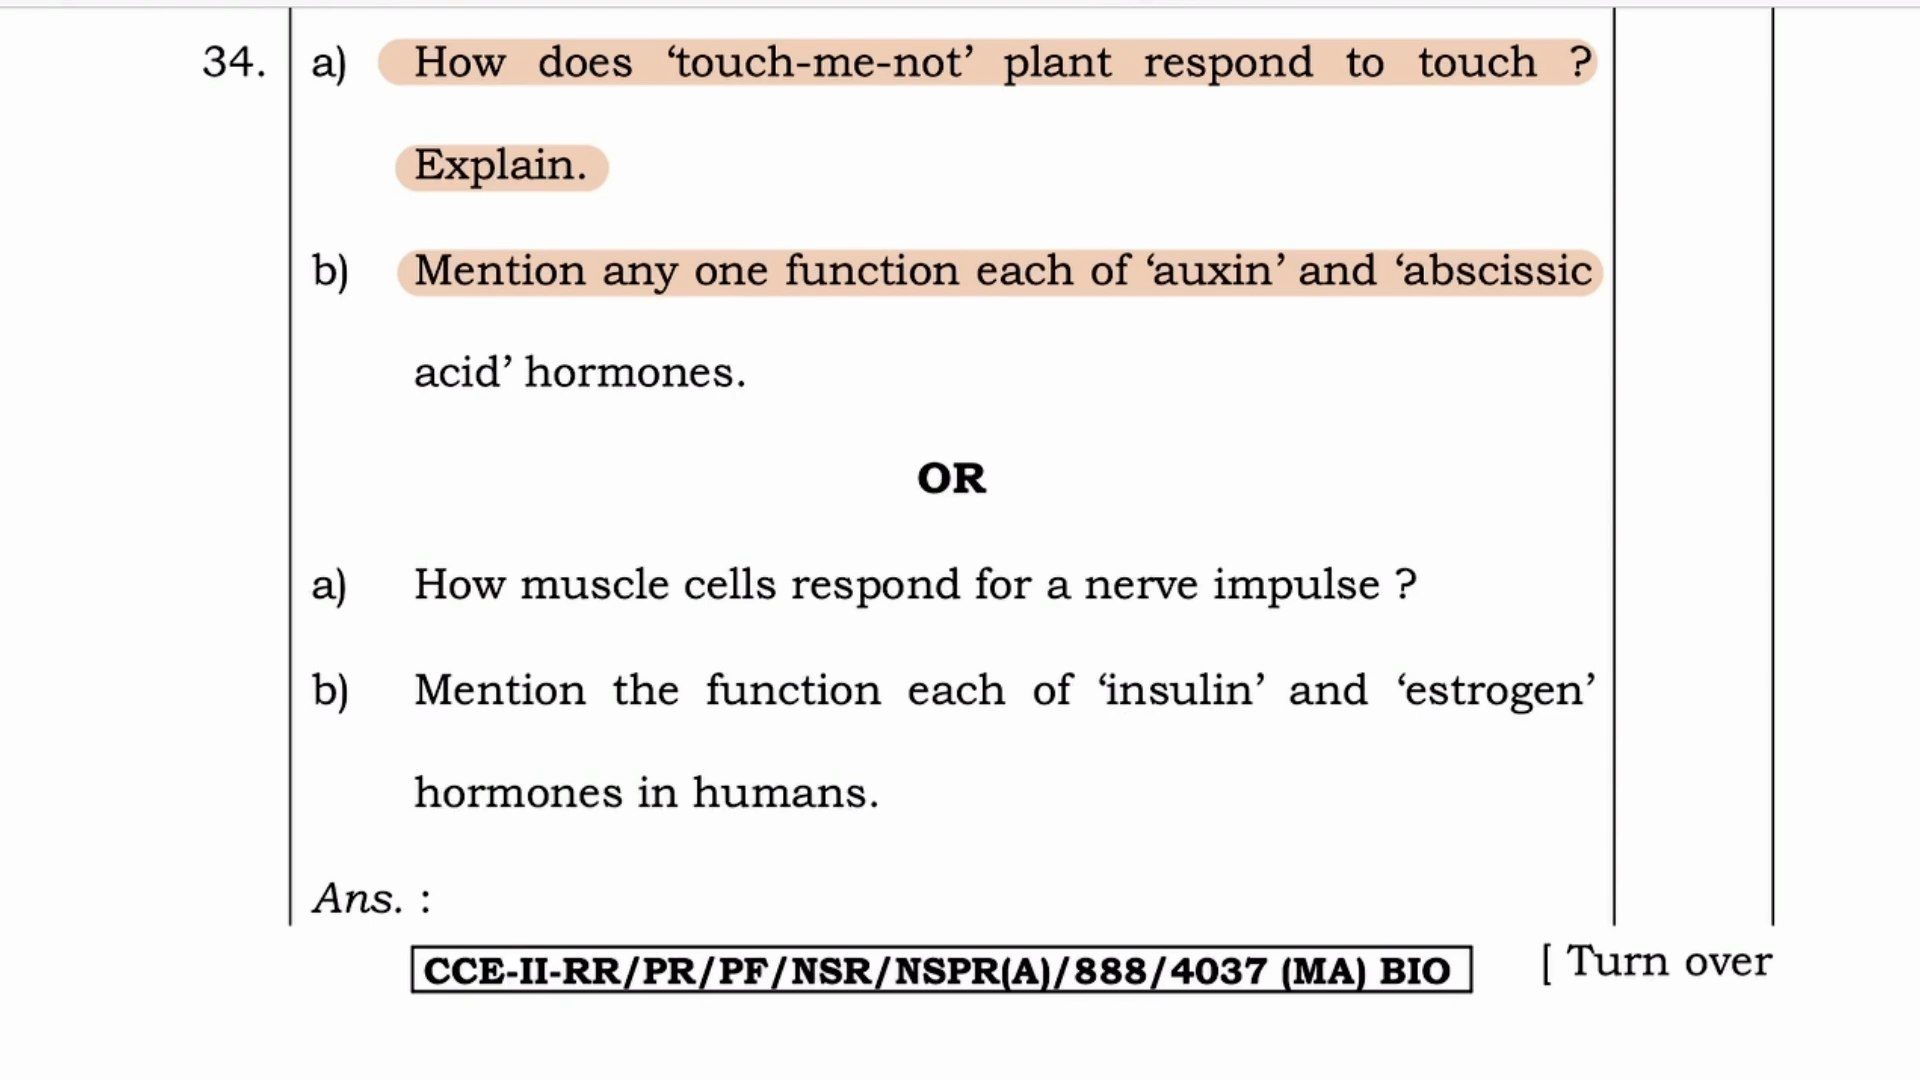 34. a) How does ‘touch-me-not’ plant respond to touch ?
Explain.
b) Mention any one function each of ‘auxin’ and ‘abscissic
acid’ hormones.
OR
a) How muscle cells respond for a nerve impulse ?
b) Mention the function each of ‘insulin’ and ‘estrogen’
hormones in humans.
Ans. :
CCE-II-RR/PR/PF/NSR/NSPR(A)/888/4037 (MA) BIO [ Turn over